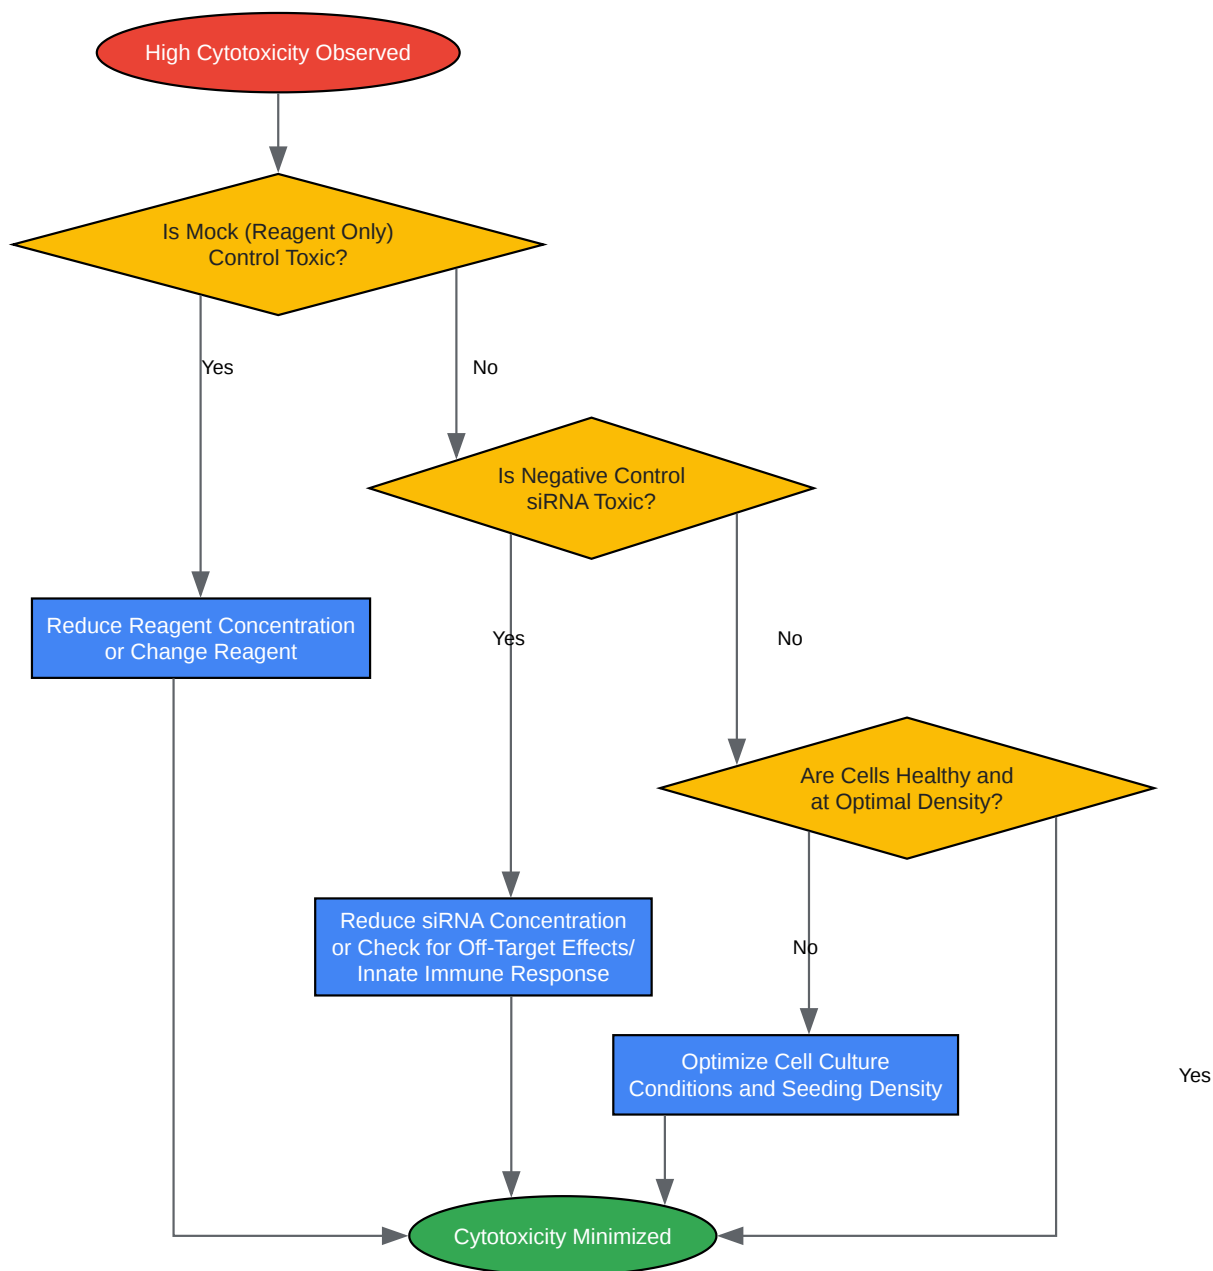 High Cytotoxicity Observed
Is Mock (Reagent Only)
Control Toxic?
Yes
No
Is Negative Control
siRNA Toxic?
Reduce Reagent Concentration
or Change Reagent
Yes
No
Are Cells Healthy and
at Optimal Density?
Reduce siRNA Concentration
or Check for Off-Target Effects/
Innate Immune Response
No
Optimize Cell Culture
Conditions and Seeding Density
Yes
Cytotoxicity Minimized